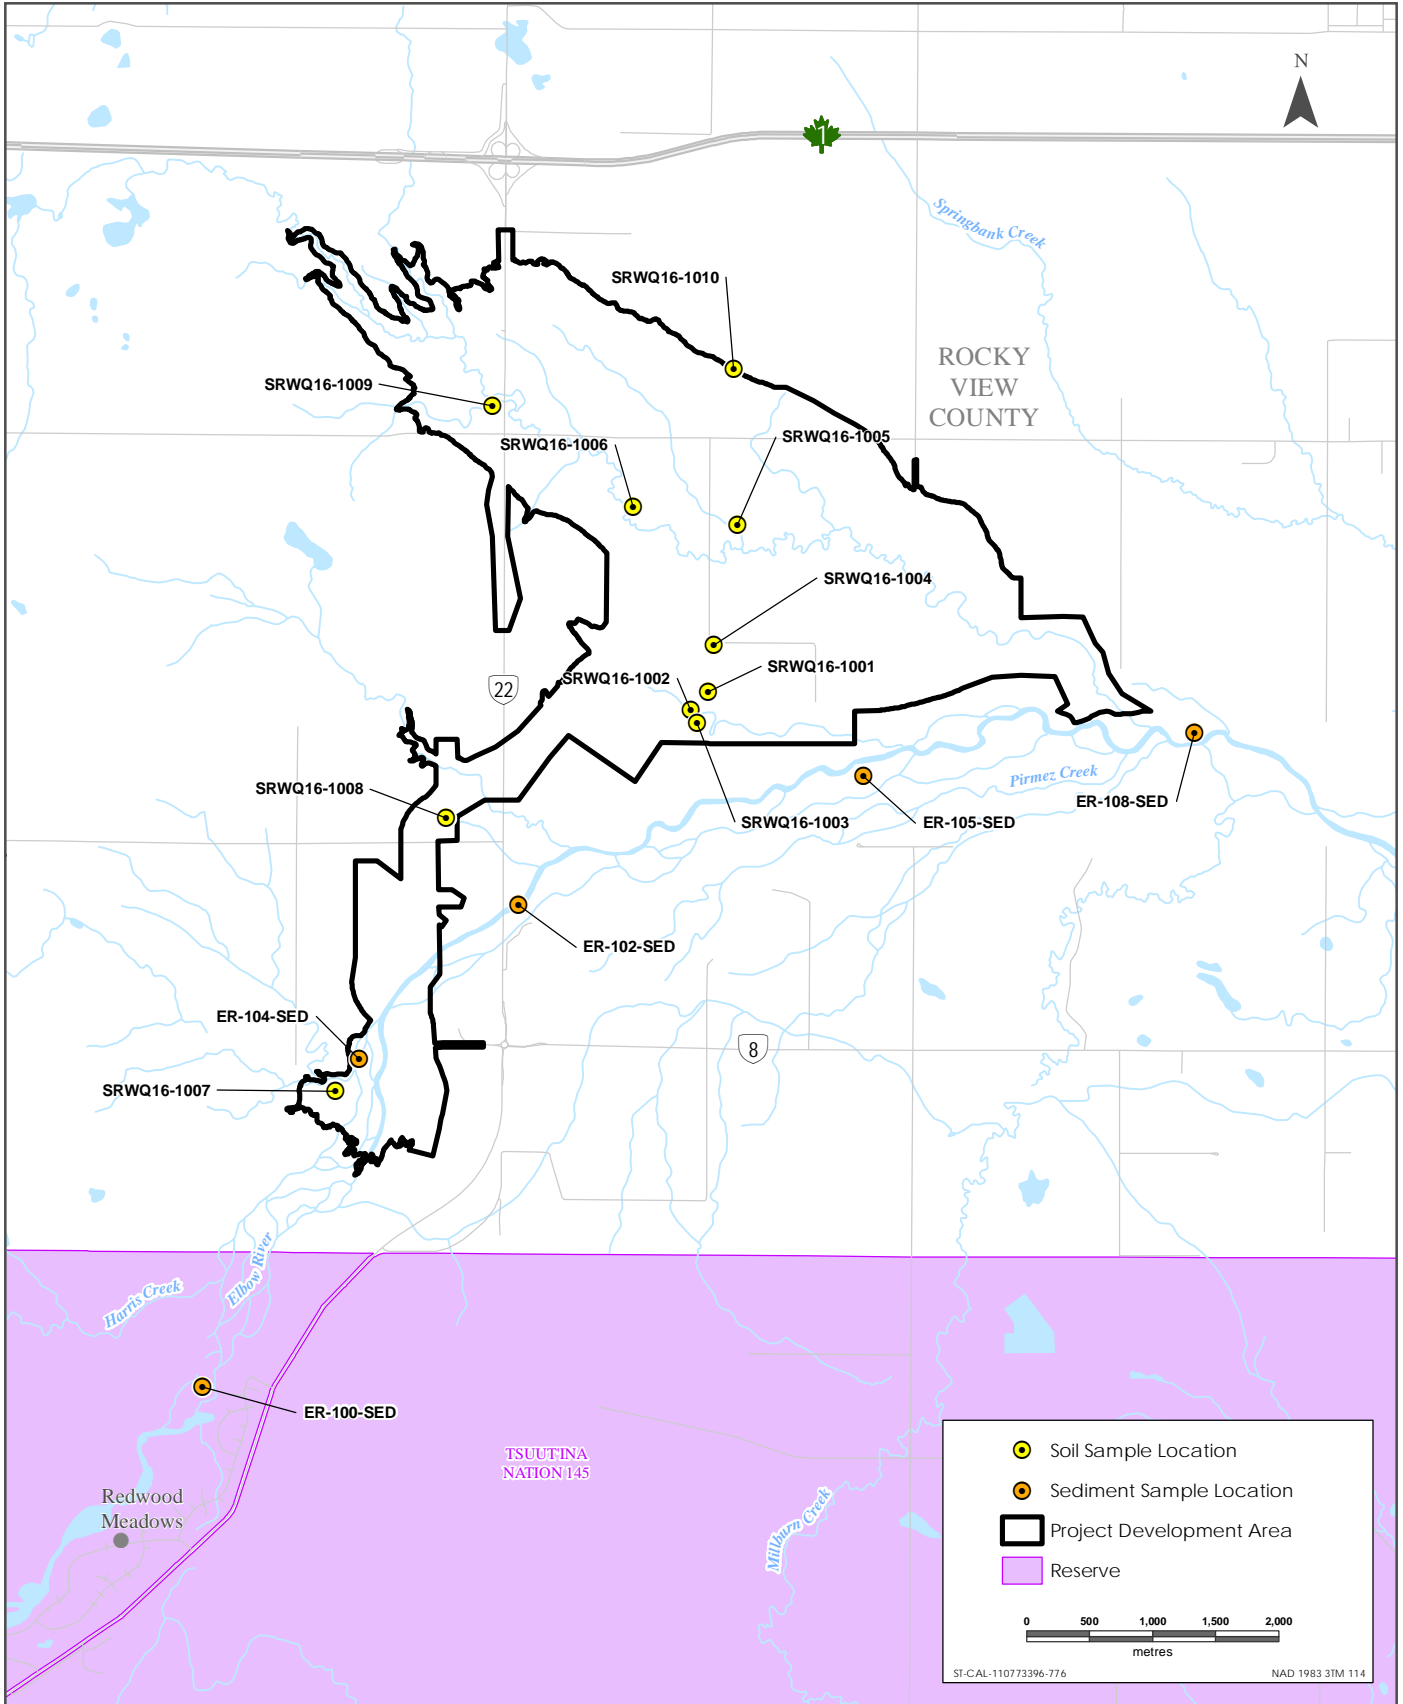 N
1
Springbank Creek
SRWQ16-1010
ROCKY
VIEW
COUNTY
SRWQ16-1009
SRWQ16-1005
SRWQ16-1006
SRWQ16-1004
SRWQ16-1001
SRWQ16-1002
22
Pirmez Creek
SRWQ16-1008
ER-108-SED
SRWQ16-1003
ER-105-SED
ER-102-SED
ER-104-SED
8
SRWQ16-1007
Elbow River
Harris Creek
ER-100-SED
TSUUT'INA
NATION 145
Redwood
Meadows
Millburn Creek
Soil Sample Location
Sediment Sample Location
Project Development Area
Reserve
0 500 1,000 1,500 2,000
metres
ST-CAL-110773396-776 NAD 1983 3TM 114